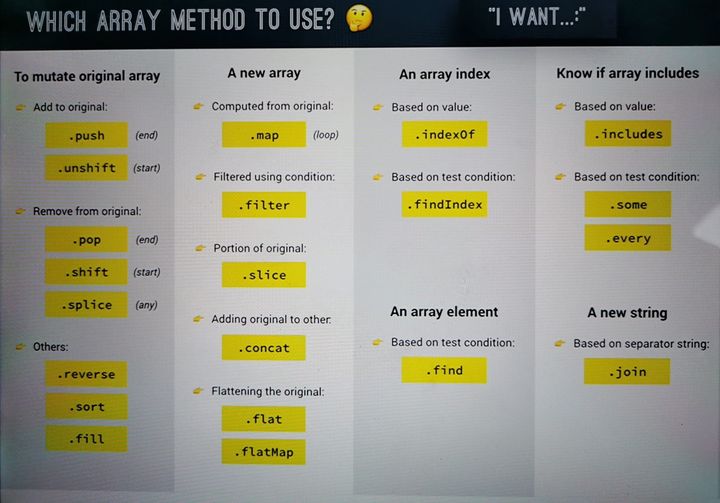 WHICH ARRAY METHOD TO USE? 🤔
"I WANT...:"
To mutate original array
👉 Add to original:
.push (end)
.unshift (start)
👉 Remove from original:
.pop (end)
.shift (start)
.splice (any)
👉 Others:
.reverse
.sort
.fill
A new array
👉 Computed from original:
.map (loop)
👉 Filtered using condition:
.filter
👉 Portion of original:
.slice
👉 Adding original to other:
.concat
👉 Flattening the original:
.flat
.flatMap
An array index
👉 Based on value:
.indexOf
👉 Based on test condition:
.findIndex
An array element
👉 Based on test condition:
.find
Know if array includes
👉 Based on value:
.includes
👉 Based on test condition:
.some
.every
A new string
👉 Based on separator string:
.join